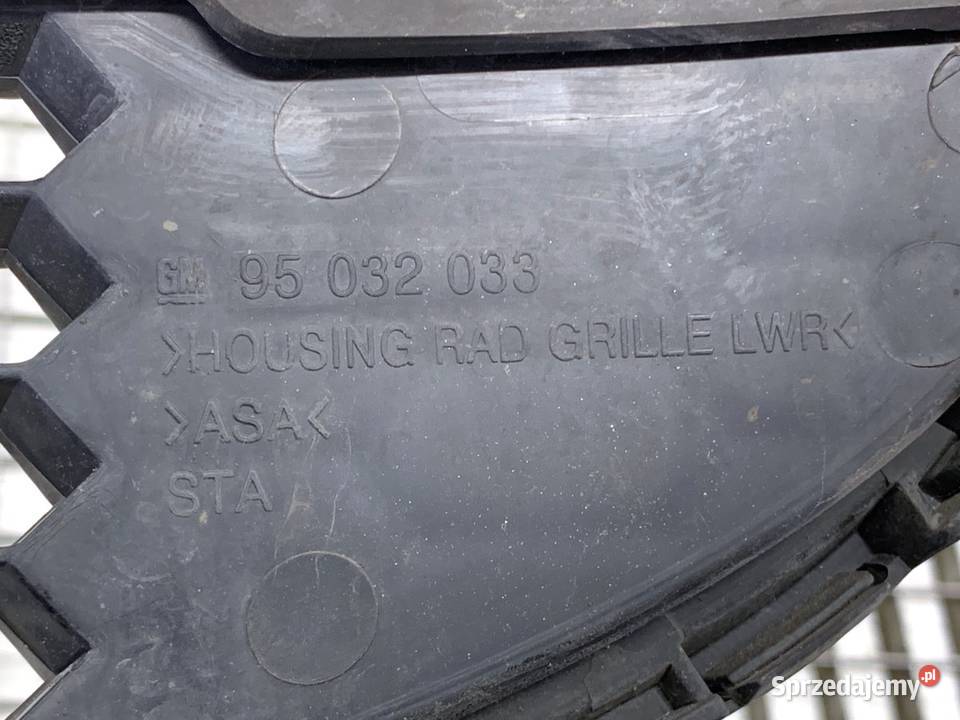 GM 95 032 033
>HOUSING RAD GRILLE LWR<
>ASA<
STA A
Sprzedajemy.pl